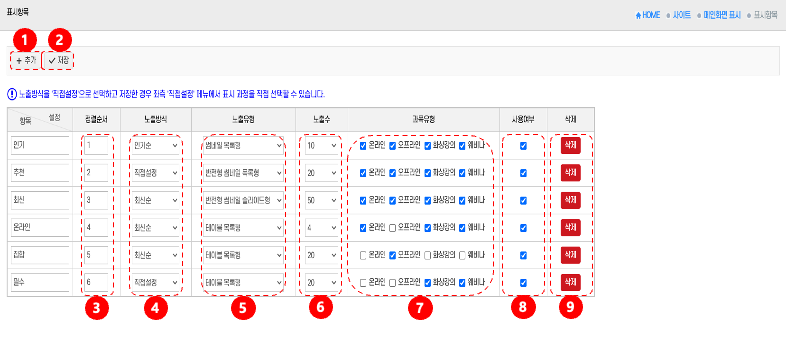 표시항목
HOME 사이트 메인화면 표시 표시항목
1 2
+ 추가 저장
노출방식을 '직접설정'으로 선택하고 저장한 경우 좌측 '직접설정' 메뉴에서 표시 과정을 직접 선택할 수 있습니다.
항목 설정 정렬순서 노출방식 노출유형 노출수 과목유형 사용여부 삭제
인기 1 인기순 썸네일 목록형 10 온라인 오프라인 화상강의 웨비나 삭제
추천 2 직접설정 반전형 썸네일 목록형 20 온라인 오프라인 화상강의 웨비나 삭제
최신 3 최신순 반전형 썸네일 슬라이드형 50 온라인 오프라인 화상강의 웨비나 삭제
온라인 4 최신순 테이블 목록형 4 온라인 오프라인 화상강의 웨비나 삭제
집합 5 최신순 테이블 목록형 20 온라인 오프라인 화상강의 웨비나 삭제
필수 6 직접설정 테이블 목록형 20 온라인 오프라인 화상강의 웨비나 삭제
3 4 5 6 7 8 9